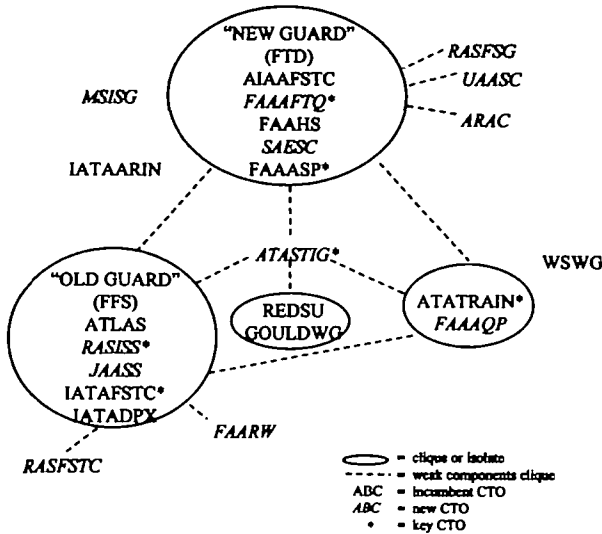 “NEW GUARD”
(FTD)
AIAAFSTC
FAAAFTQ*
FAAHS
SAESC
FAAASP*
RASFSG
UAASC
ARAC
MSISG
IATAARIN
ATASTIG*
WSWG
“OLD GUARD”
(FFS)
ATLAS
RASISS*
JAASS
IATAFSTC*
IATADPX
REDSU
GOULDWG
ATATRAIN*
FAAAQP
FAARW
RASFSTC
= clique or isolate
= weak components clique
ABC = incumbent CTO
ABC = new CTO
* = key CTO